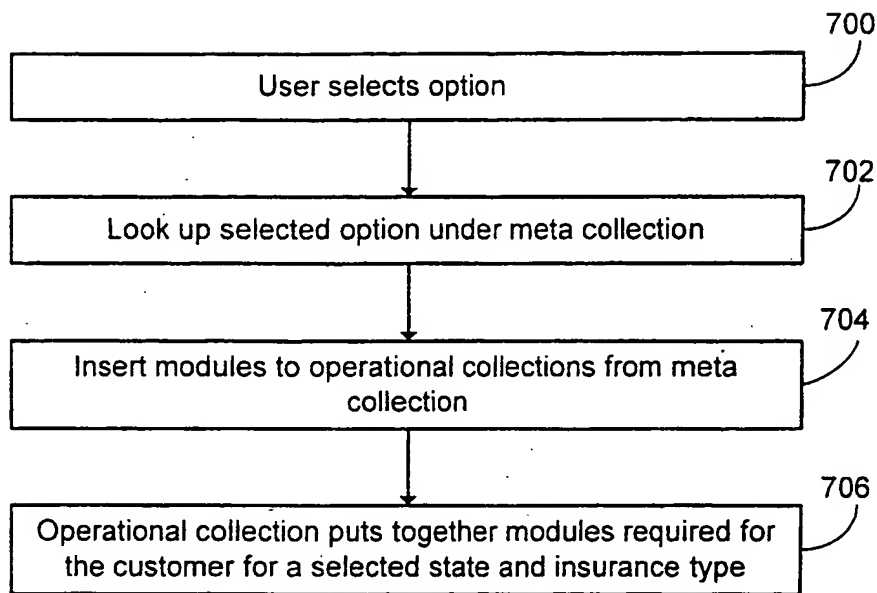 700
User selects option
702
Look up selected option under meta collection
704
Insert modules to operational collections from meta
collection
706
Operational collection puts together modules required for
the customer for a selected state and insurance type